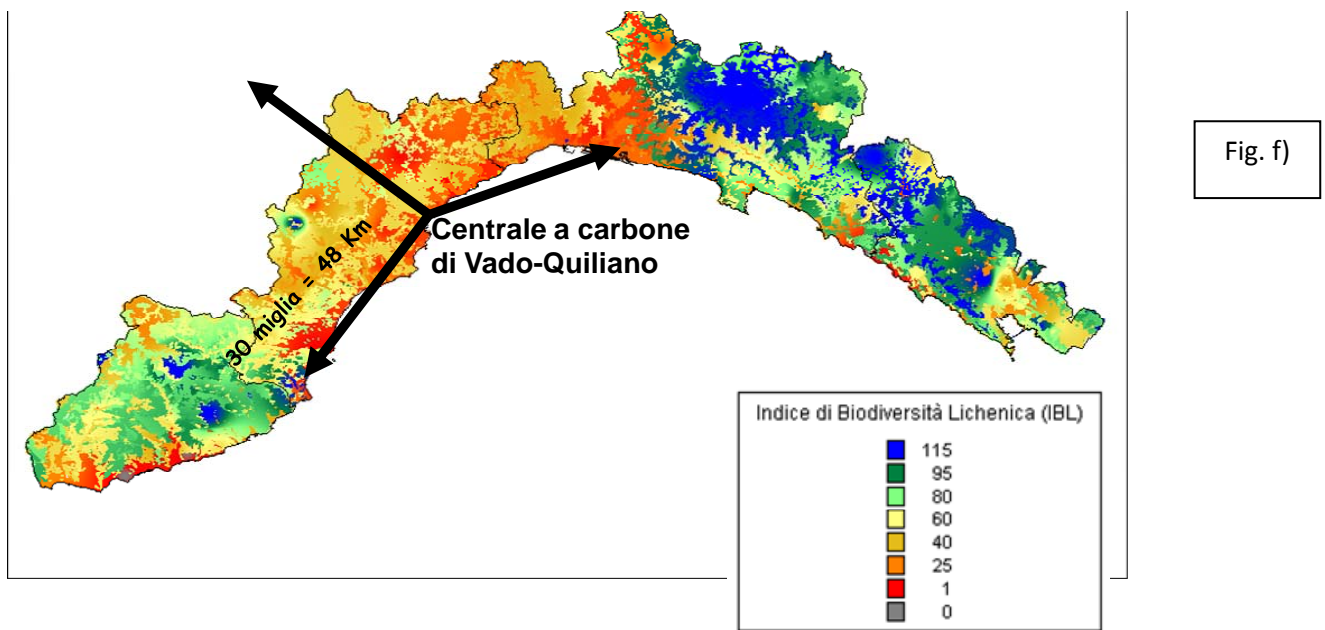 Fig. f)
Centrale a carbone
di Vado-Quiliano
30 miglia = 48 Km
Indice di Biodiversità Lichenica (IBL)
115
95
80
60
40
25
1
0